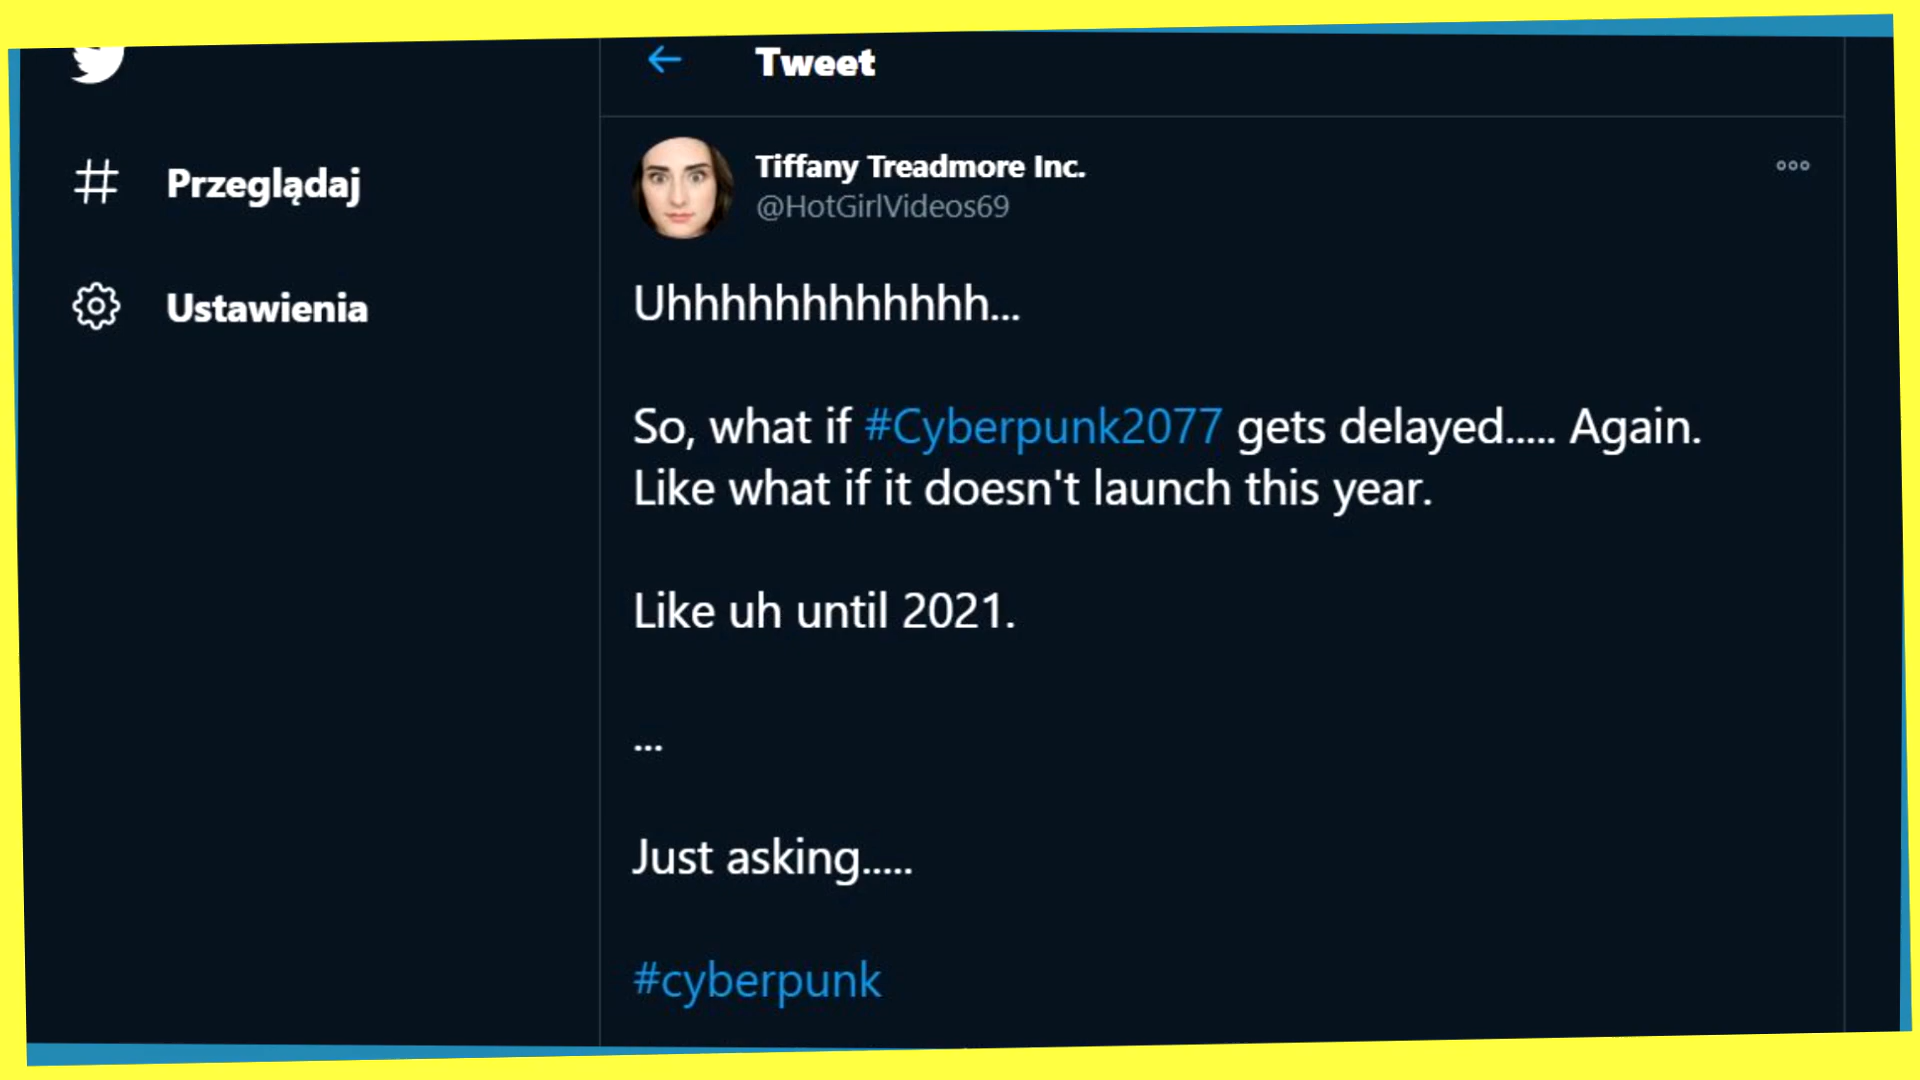 Tweet
# Przeglądaj
Ustawienia
Tiffany Treadmore Inc.
@HotGirlVideos69
Uhhhhhhhhhhhh...
So, what if #Cyberpunk2077 gets delayed..... Again.
Like what if it doesn't launch this year.
Like uh until 2021.
...
Just asking.....
#cyberpunk